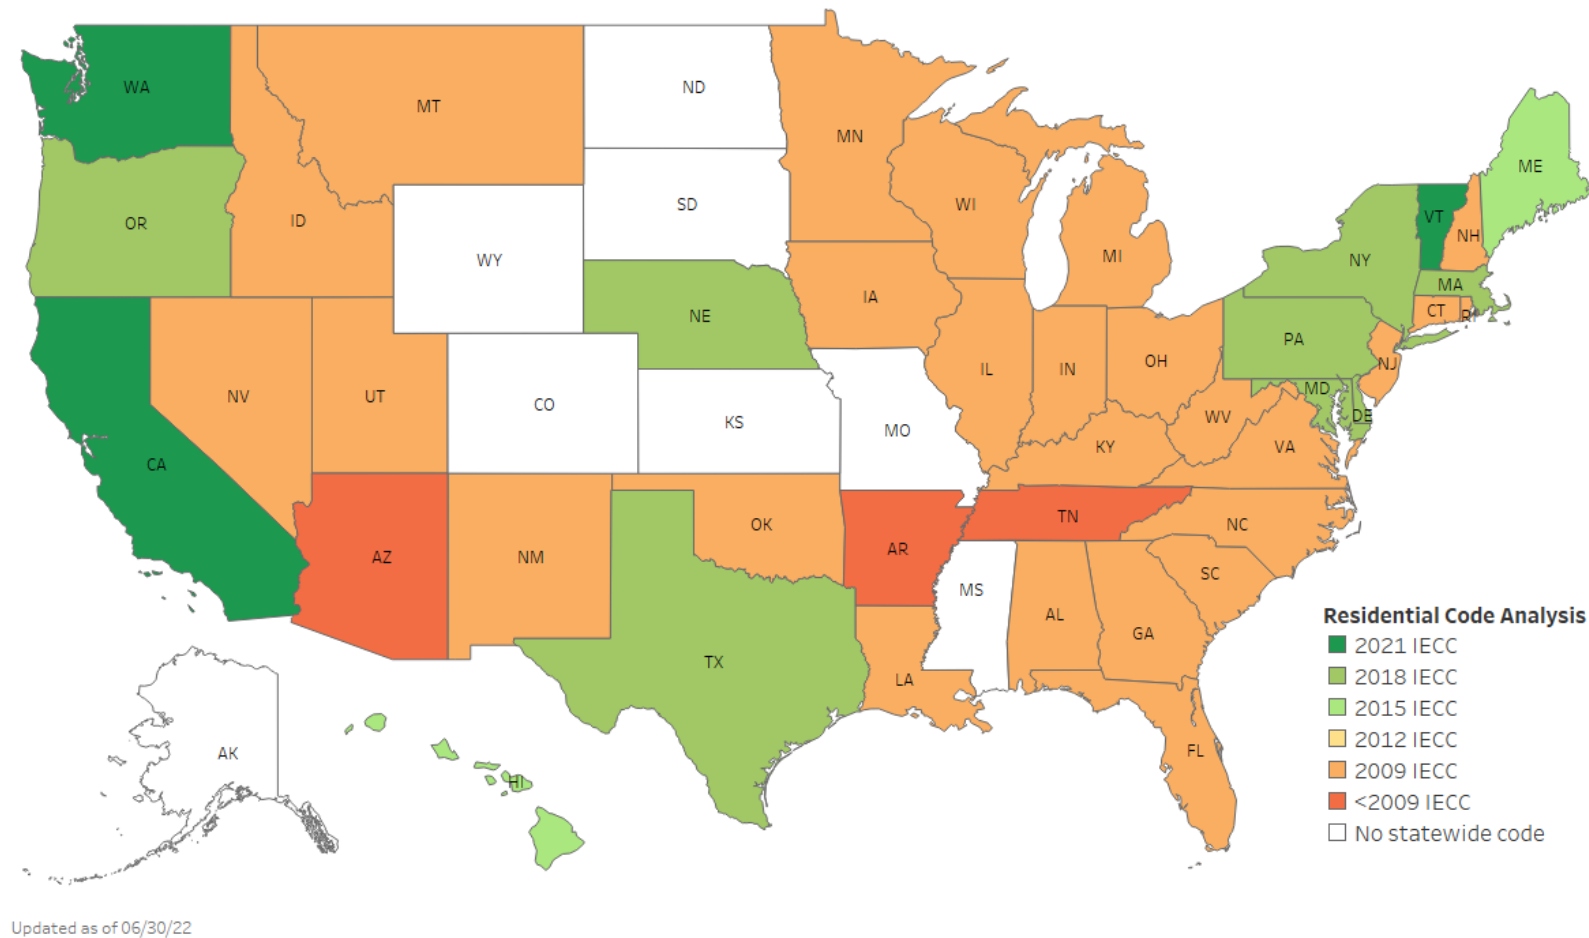 WA
MT
ND
MN
ME
OR
ID
SD
WI
VT
NH
WY
MI
NY
MA
IA
NE
CT
RI
PA
NV
UT
CO
IL
IN
OH
NJ
MD
KS
MO
WV
DE
KY
VA
CA
TN
NC
OK
AZ
NM
AR
SC
MS
AL
GA
TX
LA
FL
AK
HI
Residential Code Analysis
2021 IECC
2018 IECC
2015 IECC
2012 IECC
2009 IECC
<2009 IECC
No statewide code
Updated as of 06/30/22